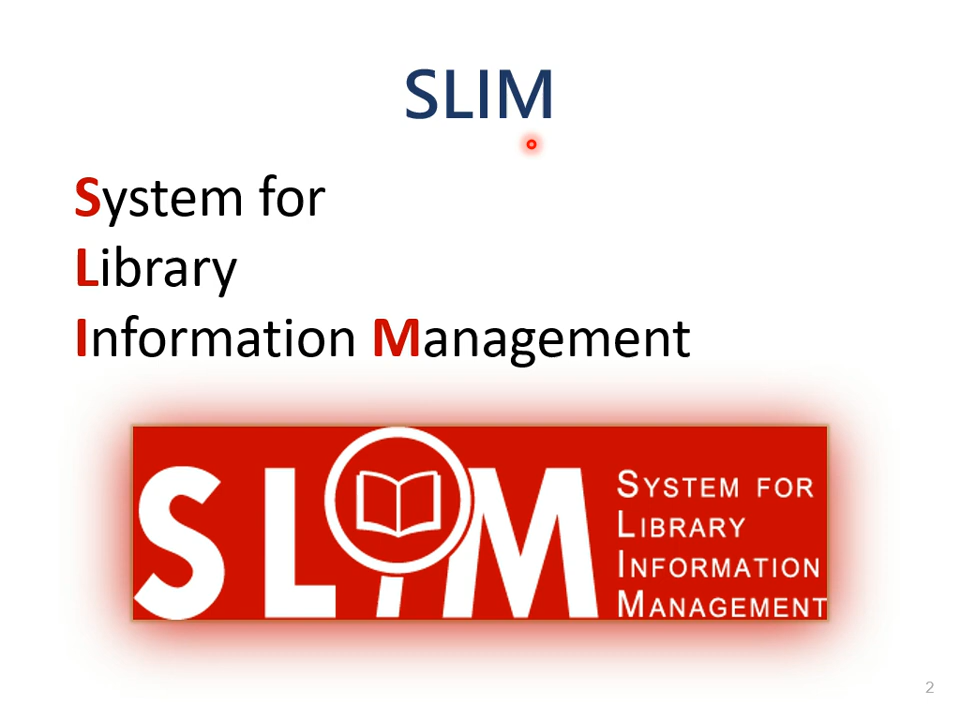 SLIM
System for
Library
Information Management
SLIM
SYSTEM FOR
LIBRARY
INFORMATION
MANAGEMENT
2